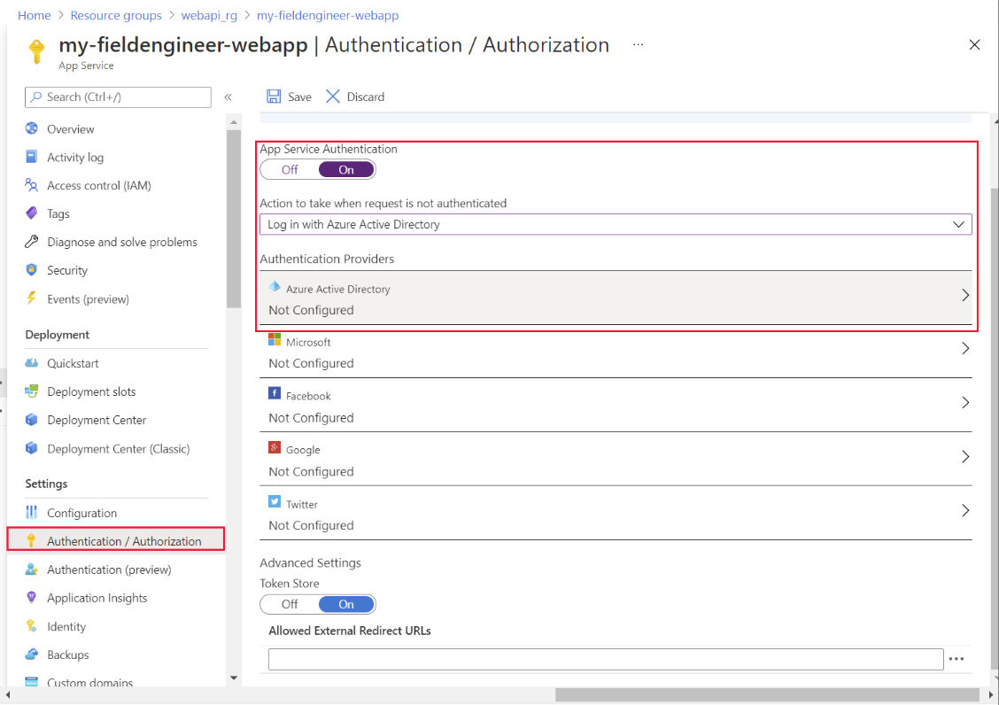 Home > Resource groups > webapi_rg > my-fieldengineer-webapp
my-fieldengineer-webapp | Authentication / Authorization ...
App Service
Search (Ctrl+/)
«
Overview
Activity log
Access control (IAM)
Tags
Diagnose and solve problems
Security
Events (preview)
Deployment
Quickstart
Deployment slots
Deployment Center
Deployment Center (Classic)
Settings
Configuration
Authentication / Authorization
Authentication (preview)
Application Insights
Identity
Backups
Custom domains
Save Discard
App Service Authentication
Off On
Action to take when request is not authenticated
Log in with Azure Active Directory
Authentication Providers
Azure Active Directory
Not Configured
Microsoft
Not Configured
Facebook
Not Configured
Google
Not Configured
Twitter
Not Configured
Advanced Settings
Token Store
Off On
Allowed External Redirect URLs
...